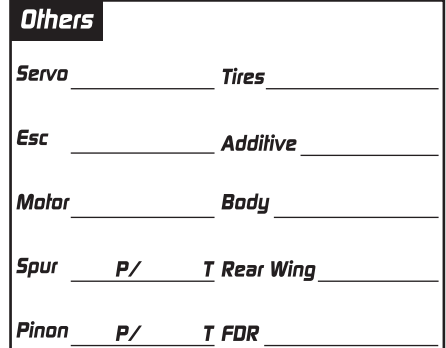 Others
Servo Tires
Esc Additive
Motor Body
Spur P/ T Rear Wing
Pinon P/ T FDR